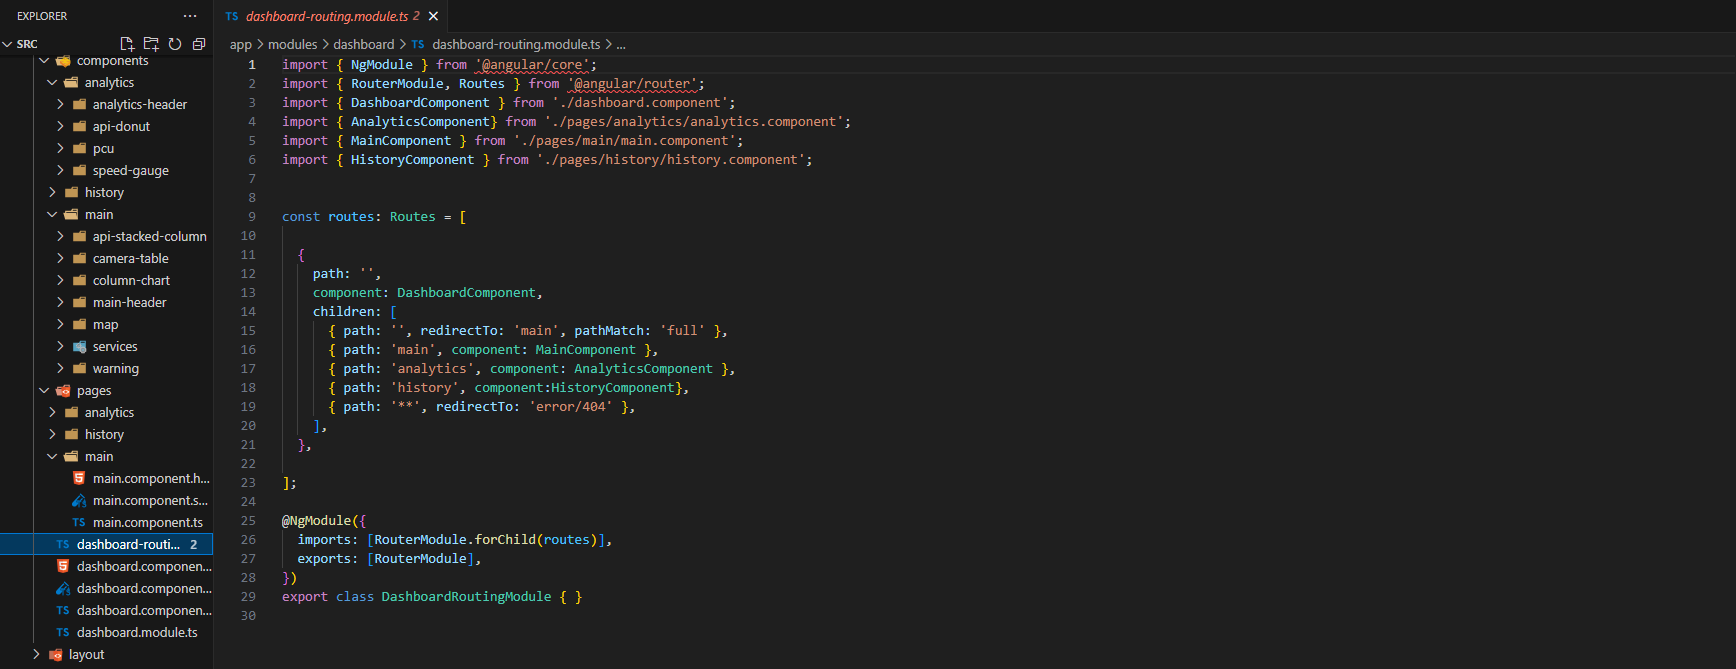 EXPLORER
SRC
components
analytics
analytics-header
api-donut
pcu
speed-gauge
history
main
api-stacked-column
camera-table
column-chart
main-header
map
services
warning
pages
analytics
history
main
main.component.h...
main.component.s...
TS main.component.ts
TS dashboard-routi... 2
dashboard.componen...
dashboard.componen...
TS dashboard.componen...
TS dashboard.module.ts
layout
TS dashboard-routing.module.ts 2
app > modules > dashboard > TS dashboard-routing.module.ts > ...
1 import { NgModule } from '@angular/core';
2 import { RouterModule, Routes } from '@angular/router';
3 import { DashboardComponent } from './dashboard.component';
4 import { AnalyticsComponent} from './pages/analytics/analytics.component';
5 import { MainComponent } from './pages/main/main.component';
6 import { HistoryComponent } from './pages/history/history.component';
7
8
9 const routes: Routes = [
10
11 {
12 path: '',
13 component: DashboardComponent,
14 children: [
15 { path: '', redirectTo: 'main', pathMatch: 'full' },
16 { path: 'main', component: MainComponent },
17 { path: 'analytics', component: AnalyticsComponent },
18 { path: 'history', component:HistoryComponent},
19 { path: '**', redirectTo: 'error/404' },
20 ],
21 },
22
23 ];
24
25 @NgModule({
26 imports: [RouterModule.forChild(routes)],
27 exports: [RouterModule],
28 })
29 export class DashboardRoutingModule { }
30